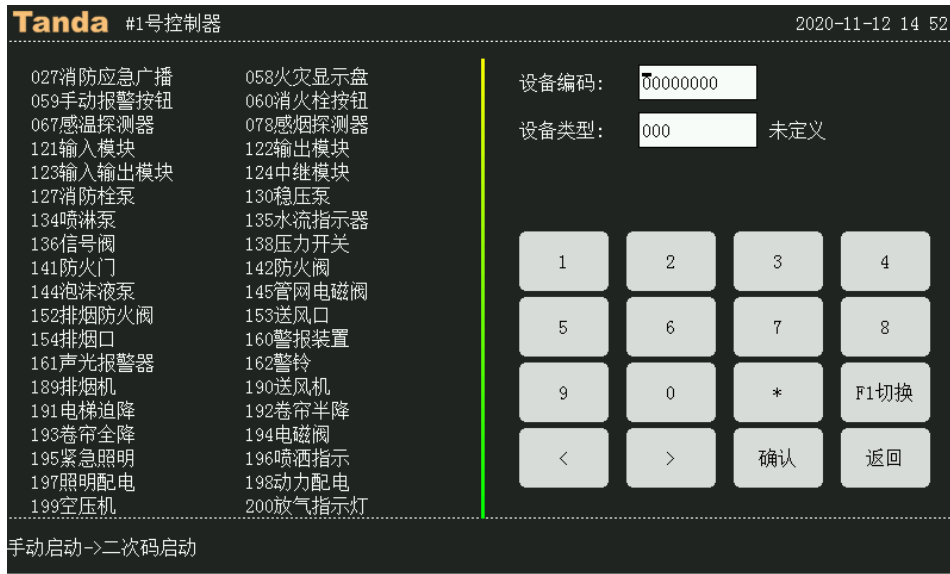 Tanda #1号控制器 2020-11-12 14 52
027消防应急广播 058火灾显示盘
059手动报警按钮 060消火栓按钮
067感温探测器 078感烟探测器
121输入模块 122输出模块
123输入输出模块 124中继模块
127消防栓泵 130稳压泵
134喷淋泵 135水流指示器
136信号阀 138压力开关
141防火门 142防火阀
144泡沫液泵 145管网电磁阀
152排烟防火阀 153送风口
154排烟口 160警报装置
161声光报警器 162警铃
189排烟机 190送风机
191电梯迫降 192卷帘半降
193卷帘全降 194电磁阀
195紧急照明 196喷洒指示
197照明配电 198动力配电
199空压机 200放气指示灯
设备编码: 00000000
设备类型: 000 未定义
1 2 3 4
5 6 7 8
9 0 * F1切换
< > 确认 返回
手动启动->二次码启动